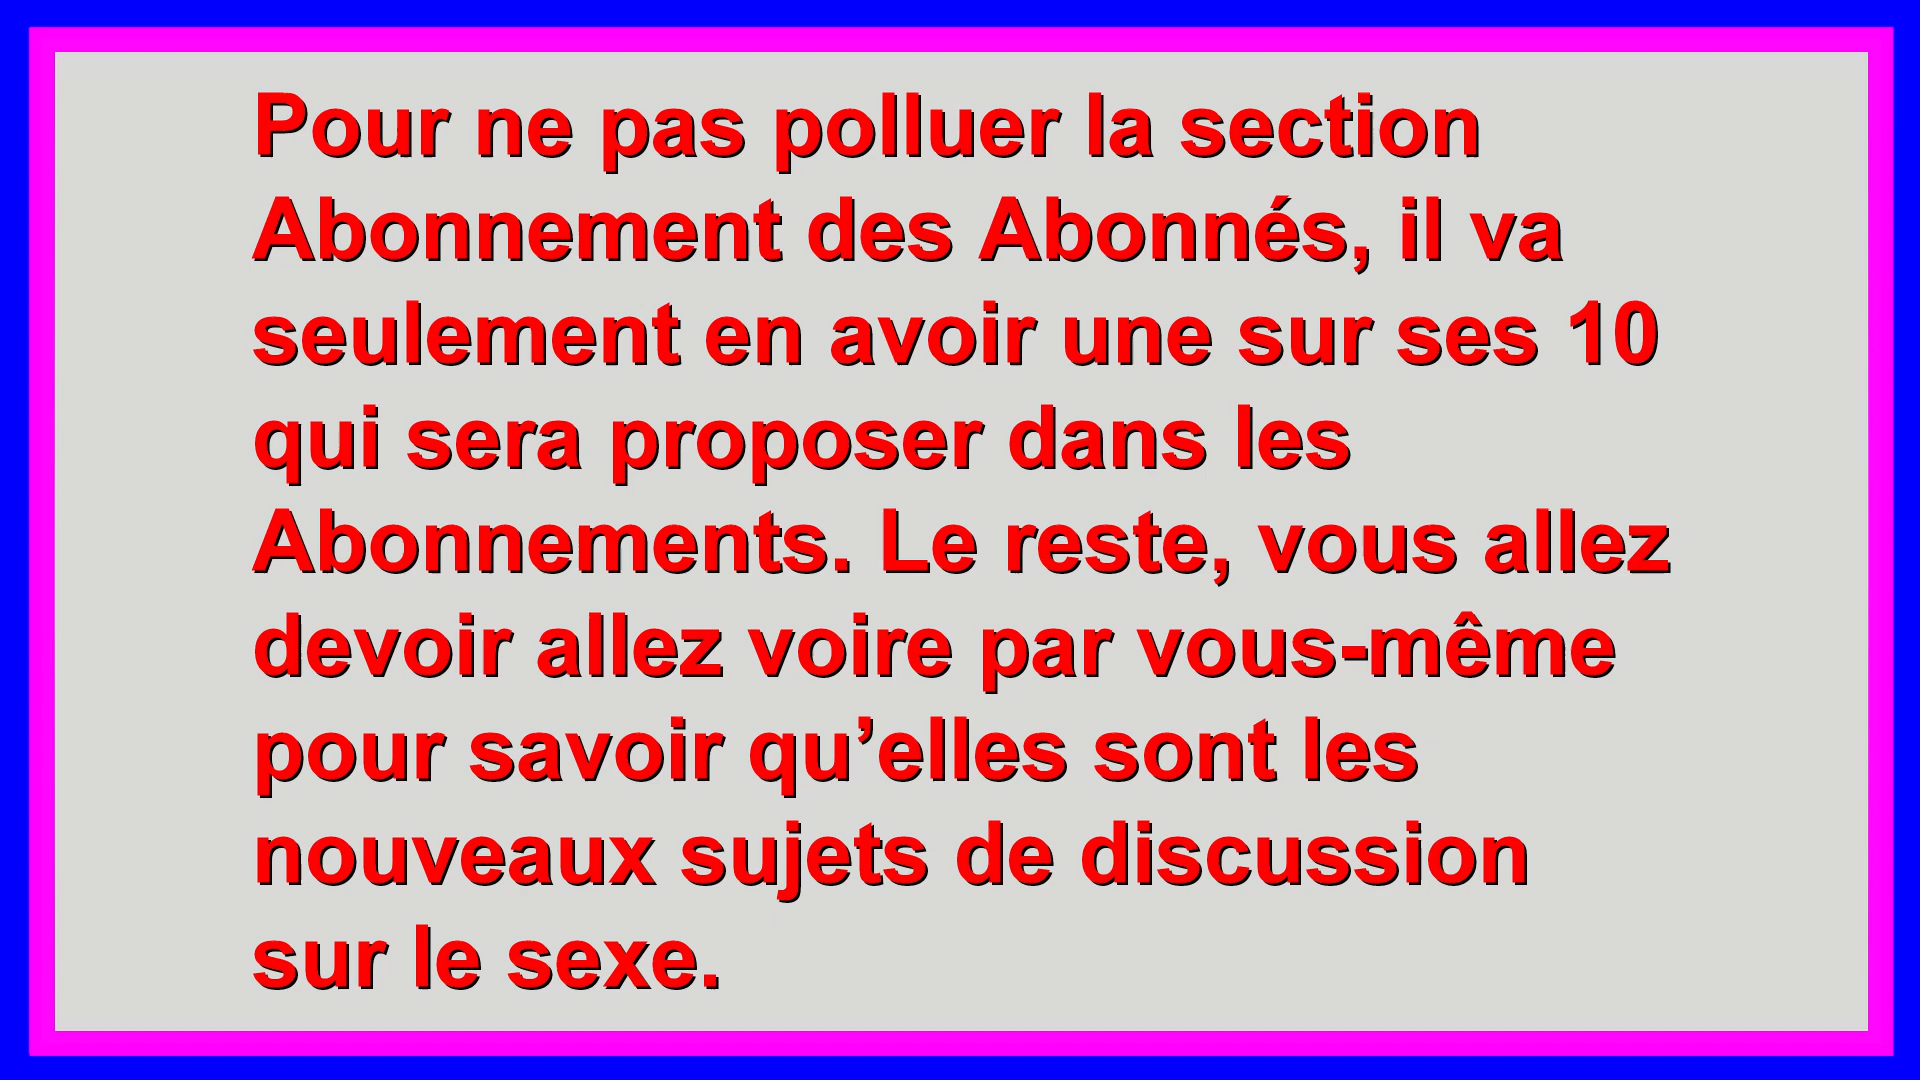 Pour ne pas polluer la section
Abonnement des Abonnés, il va
seulement en avoir une sur ses 10
qui sera proposer dans les
Abonnements. Le reste, vous allez
devoir allez voire par vous-même
pour savoir qu’elles sont les
nouveaux sujets de discussion
sur le sexe.